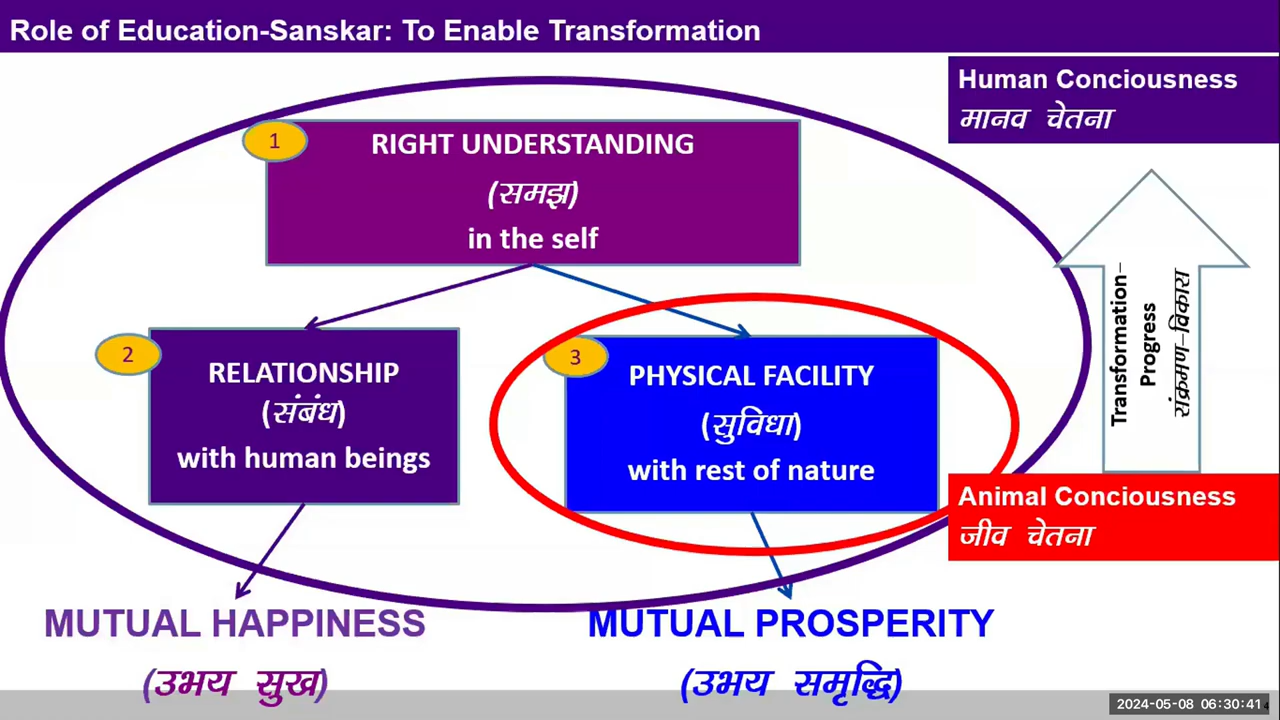 Role of Education-Sanskar: To Enable Transformation
Human Conciousness
मानव चेतना
1
RIGHT UNDERSTANDING
(समझ)
in the self
2
RELATIONSHIP
(संबंध)
with human beings
3
PHYSICAL FACILITY
(सुविधा)
with rest of nature
Transformation–
Progress
संक्रमण–विकास
Animal Conciousness
जीव चेतना
MUTUAL HAPPINESS
(उभय सुख)
MUTUAL PROSPERITY
(उभय समृद्धि)
2024-05-08 06:30:41
4